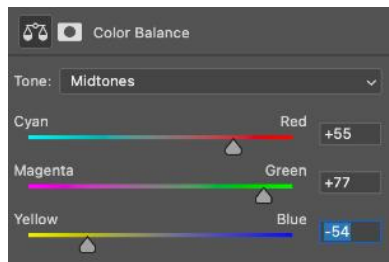 Color Balance
Tone: Midtones
Cyan Red +55
Magenta Green +77
Yellow Blue -54